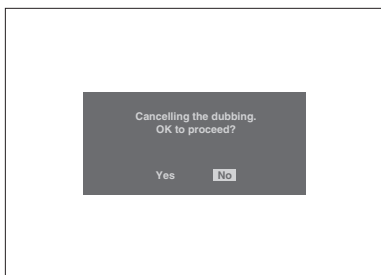 Cancelling the dubbing.
OK to proceed?
Yes No